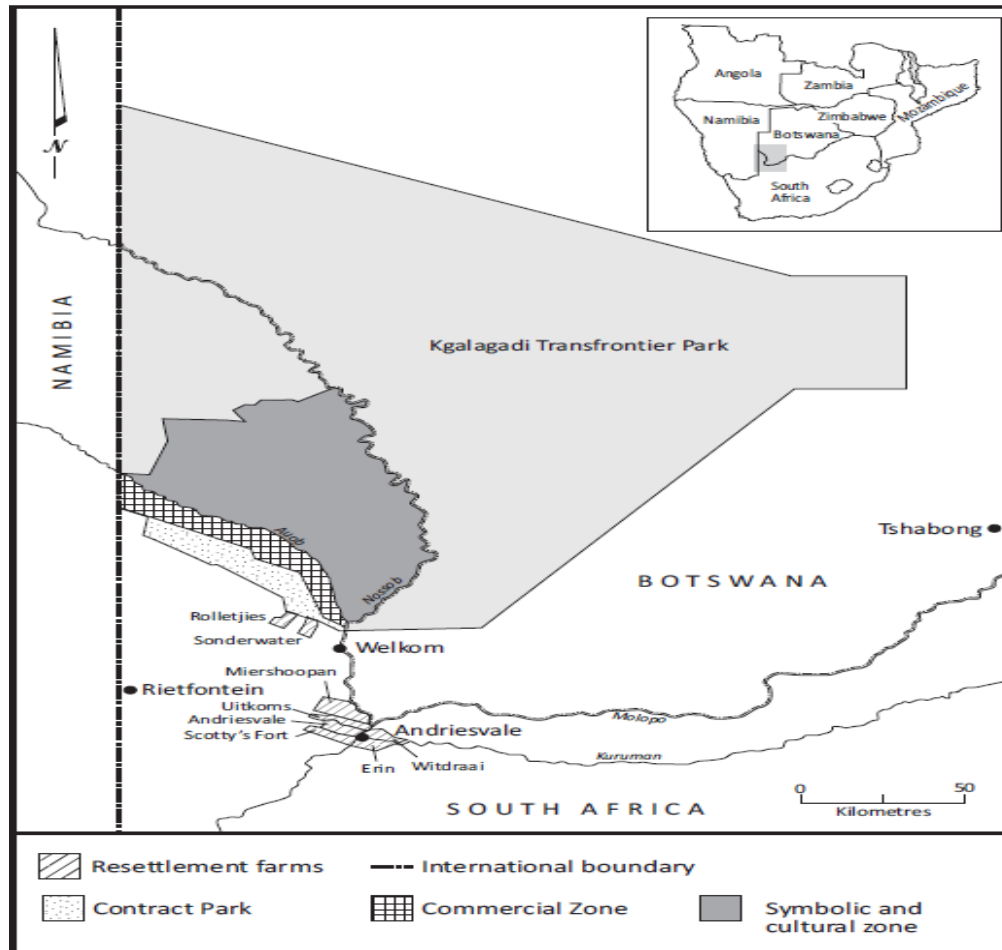 Angola
Zambia
Mozambique
Namibia
Zimbabwe
Botswana
South
Africa
N
NAMIBIA
Kgalagadi Transfrontier Park
Auob
Nossob
Tshabong
BOTSWANA
Rolletjies
Sonderwater
Welkom
Miershoopan
Rietfontein
Uitkoms
Andriesvale
Scotty's Fort
Andriesvale
Erin
Witdraai
Molopo
Kuruman
SOUTH AFRICA
0 50
Kilometres
Resettlement farms
International boundary
Contract Park
Commercial Zone
Symbolic and
cultural zone